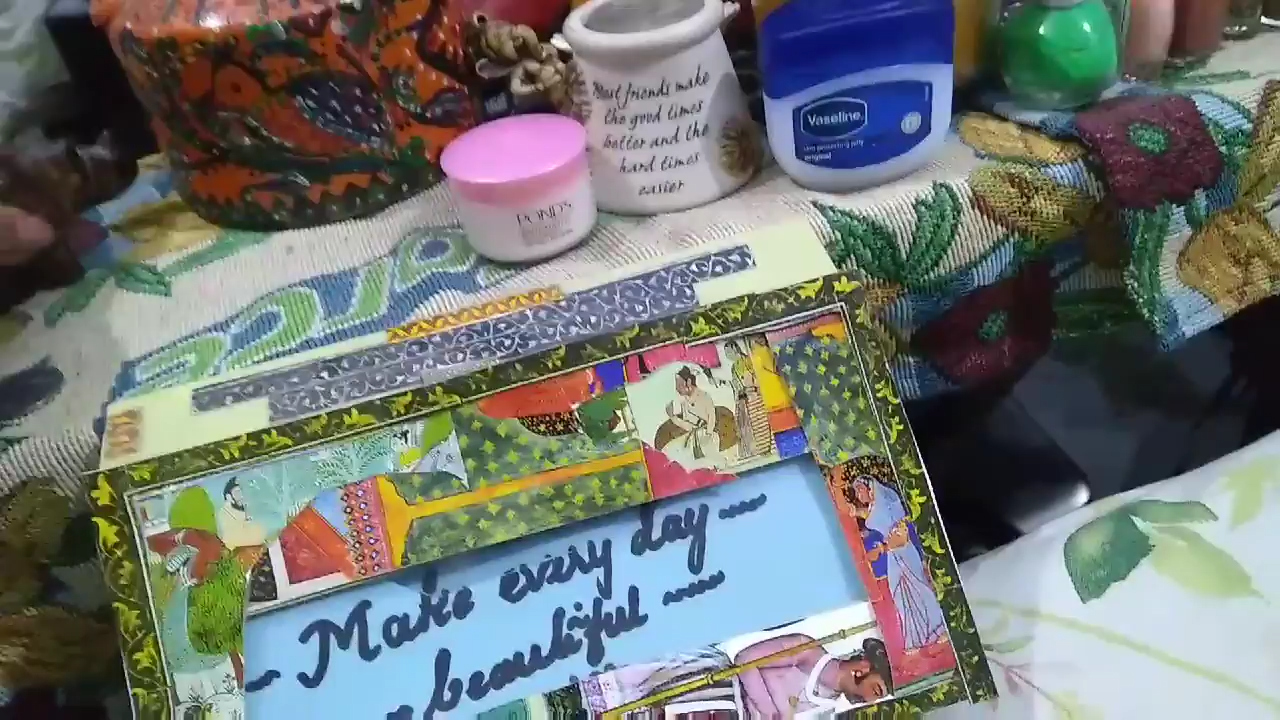 Best friends make
the good times
better and the
hard times
easier
Vaseline
original
POND'S
Make every day
beautiful